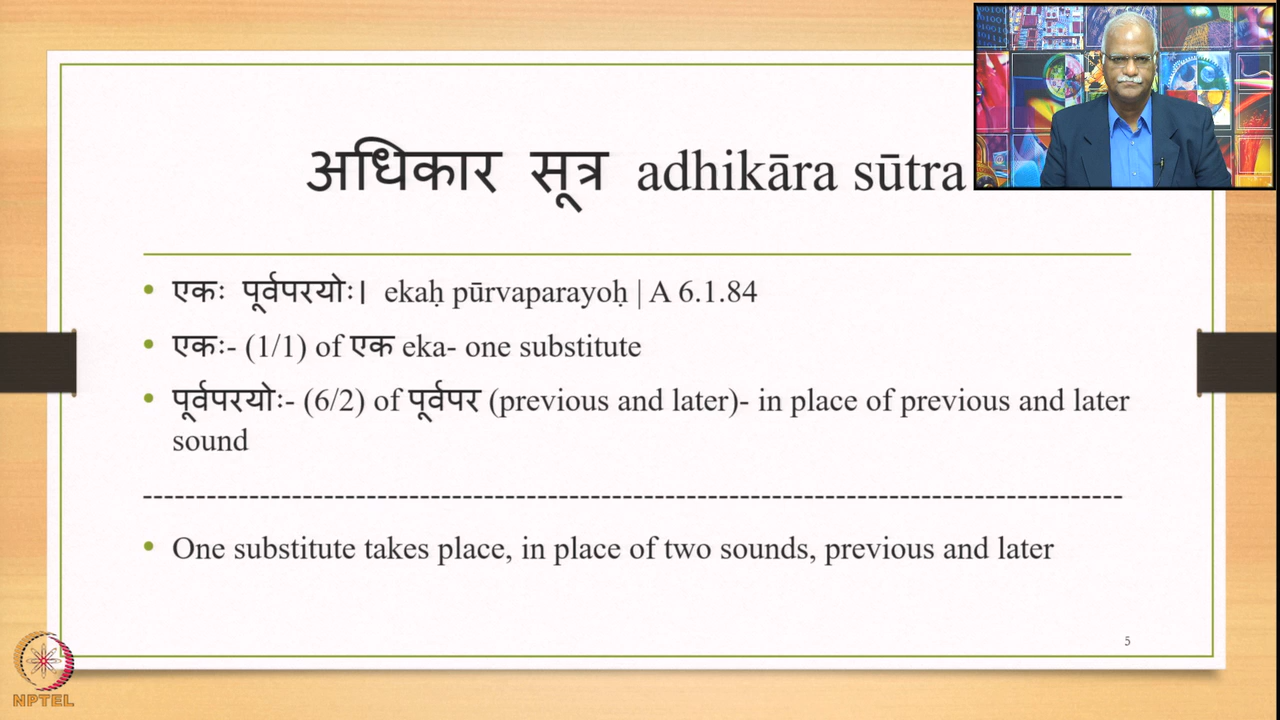 अधिकार सूत्र adhikāra sūtra
• एकः पूर्वपरयोः। ekaḥ pūrvaparayoḥ | A 6.1.84
• एकः- (1/1) of एक eka- one substitute
• पूर्वपरयोः- (6/2) of पूर्वपर (previous and later)- in place of previous and later
sound
• One substitute takes place, in place of two sounds, previous and later
5
NPTEL